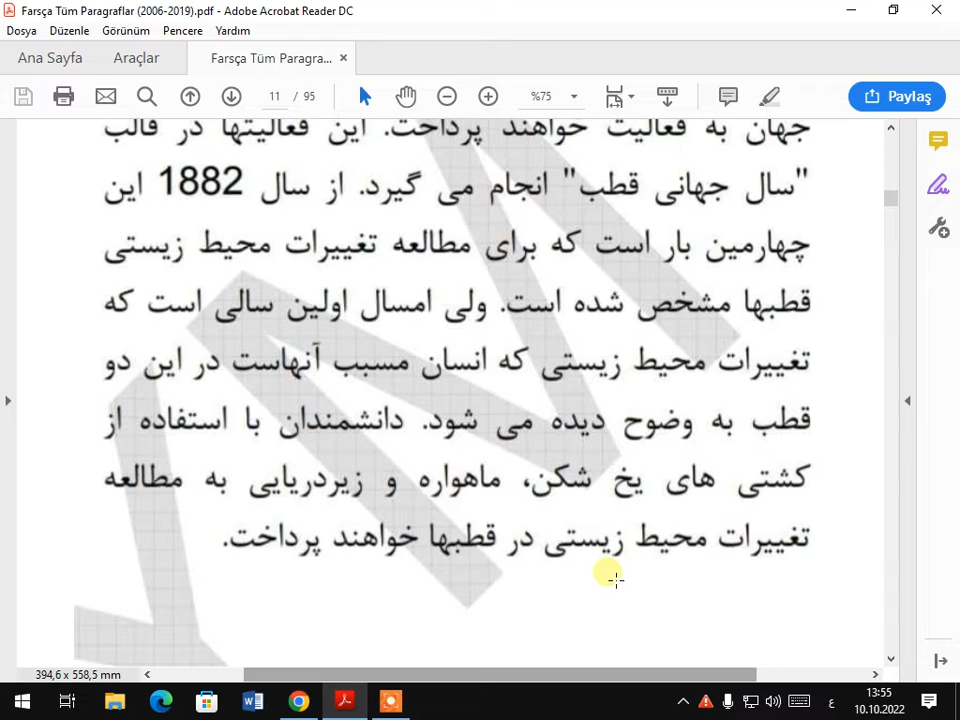 Farsça Tüm Paragraflar (2006-2019).pdf - Adobe Acrobat Reader DC
Dosya Düzenle Görünüm Pencere Yardım
Ana Sayfa Araçlar Farsça Tüm Paragra... ×
11 / 95 %75 Paylaş
جهان به فعالیت خواهند پرداخت. این فعالیتها در قالب
"سال جهانی قطب" انجام می گیرد. از سال 1882 این
چهارمین بار است که برای مطالعه تغییرات محیط زیستی
قطبها مشخص شده است. ولی امسال اولین سالی است که
تغییرات محیط زیستی که انسان مسبب آنهاست در این دو
قطب به وضوح دیده می شود. دانشمندان با استفاده از
کشتی های یخ شکن، ماهواره و زیردریایی به مطالعه
تغییرات محیط زیستی در قطبها خواهند پرداخت.
394,6 x 558,5 mm
13:55
10.10.2022
ع